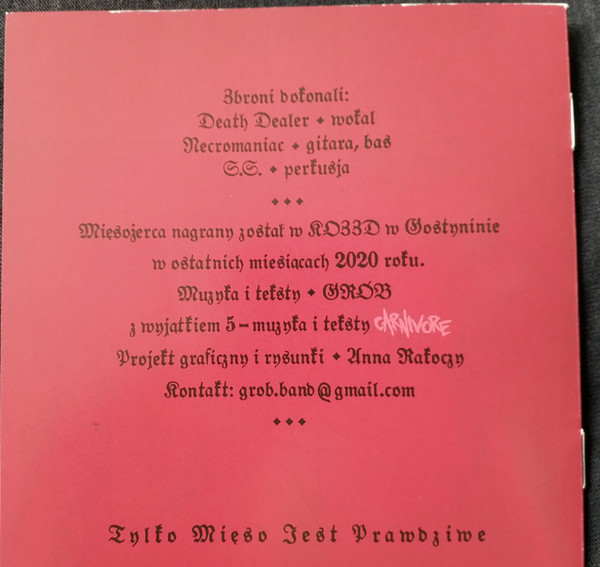 Zbroni dokonali:
Death Dealer ◆ wokal
Necromaniac ◆ gitara, bas
S.S. ◆ perkusja
◆ ◆ ◆
Mięsożerca nagrany został w KOZZD w Gostyninie
w ostatnich miesiącach 2020 roku.
Muzyka i teksty ◆ GRÓB
z wyjątkiem 5 – muzyka i teksty CARNIVORE
Projekt graficzny i rysunki ◆ Anna Rakoczy
Kontakt: grob.band@gmail.com
◆ ◆ ◆
Tylko Mięso Jest Prawdziwe